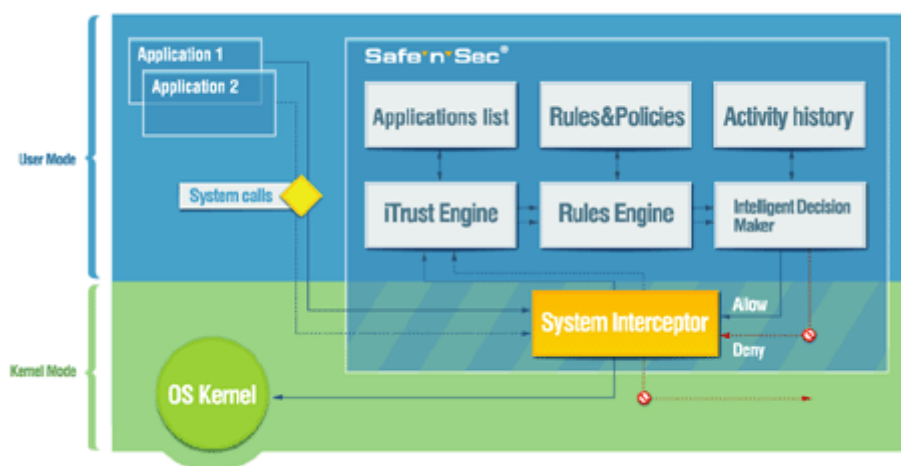 Application 1
Application 2
Safe'n'Sec®
Applications list
Rules&Policies
Activity history
User Mode
System calls
iTrust Engine
Rules Engine
Intelligent Decision
Maker
Allow
System Interceptor
Deny
Kernel Mode
OS Kernel